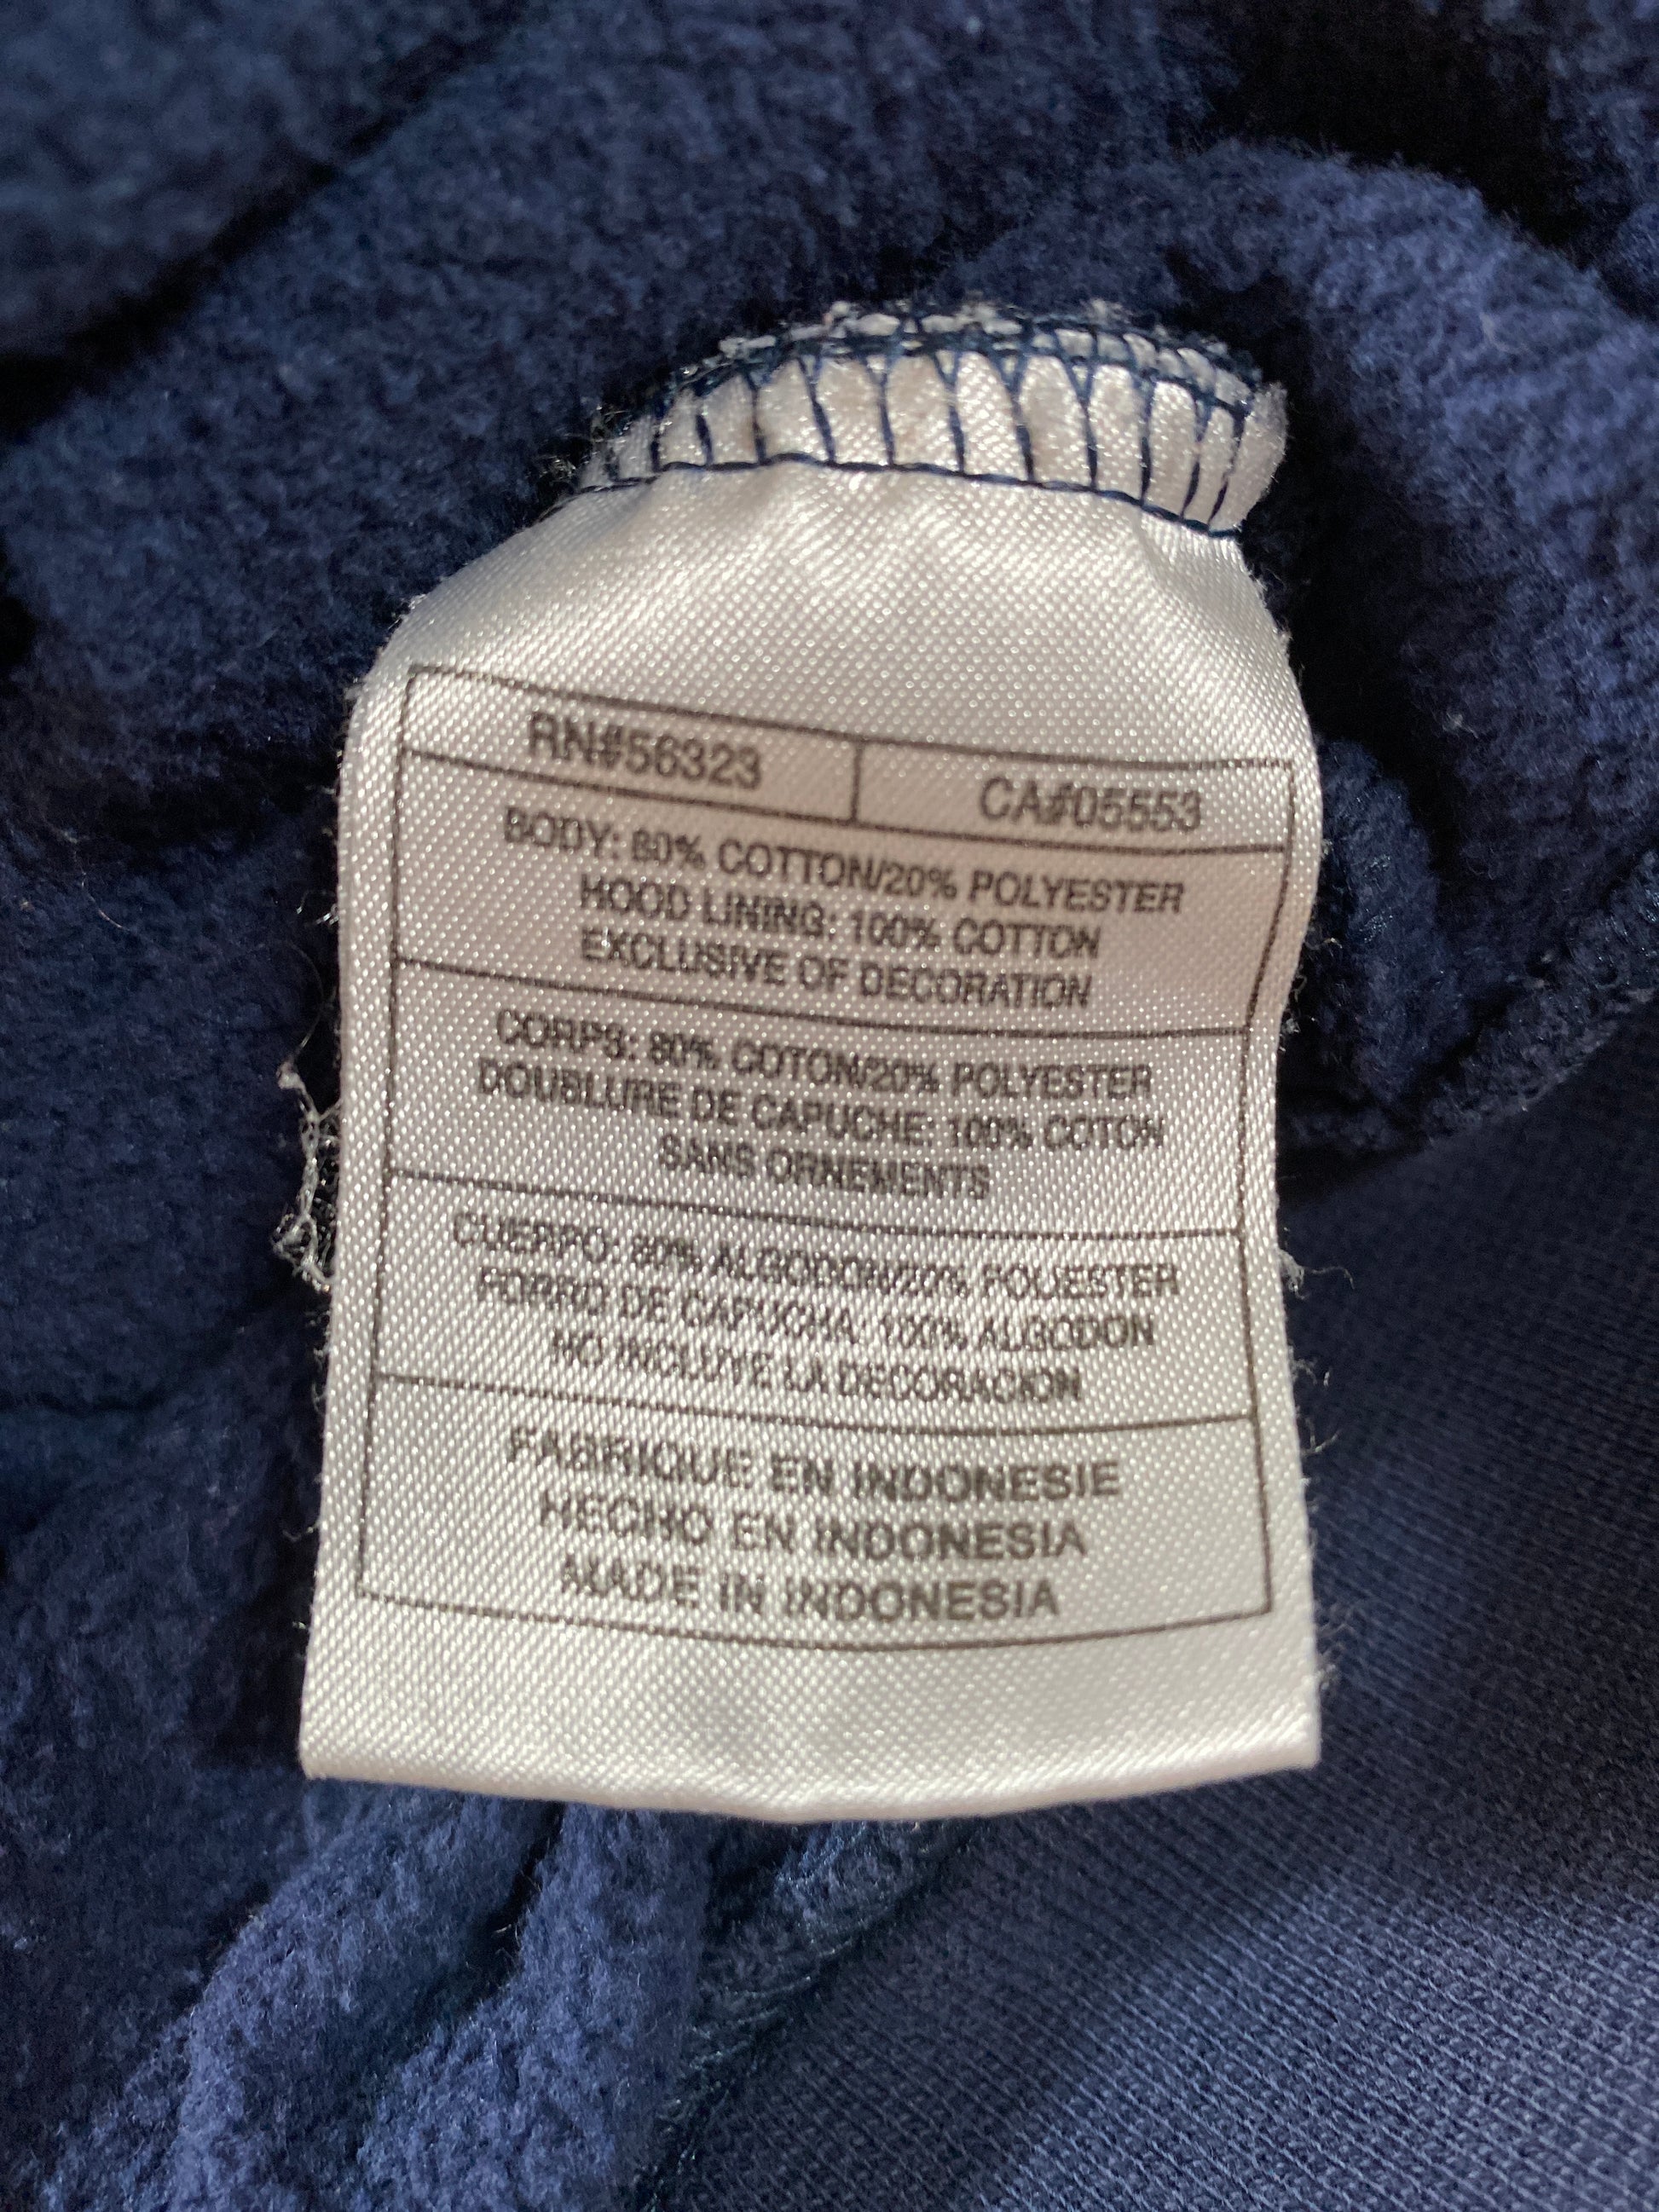 RN#56323
CA#05553
BODY: 80% COTTON/20% POLYESTER
HOOD LINING: 100% COTTON
EXCLUSIVE OF DECORATION
CORPS: 80% COTON/20% POLYESTER
DOUBLURE DE CAPUCHE: 100% COTON
SANS ORNEMENTS
CUERPO: 80% ALGODON/20% POLIESTER
FORRO DE CAPUCHA: 100% ALGODON
NO INCLUYE LA DECORACION
FABRIQUE EN INDONESIE
HECHO EN INDONESIA
MADE IN INDONESIA